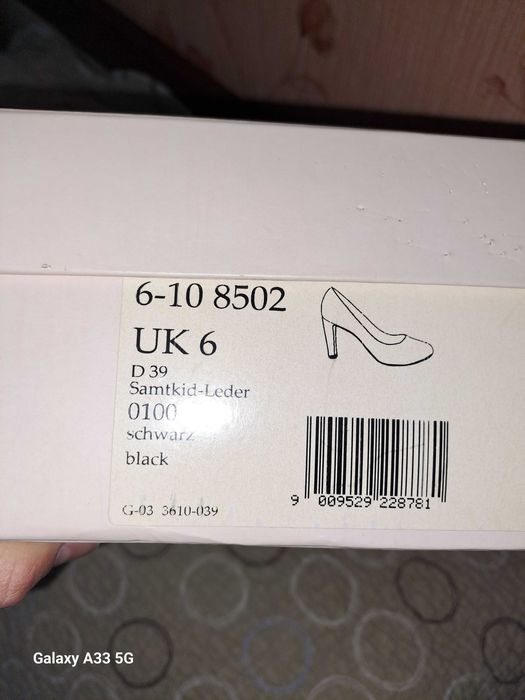 6-10 8502
UK 6
D 39
Samtkid-Leder
0100
schwarz
black
G-03 3610-039
9 009529 228781
Galaxy A33 5G